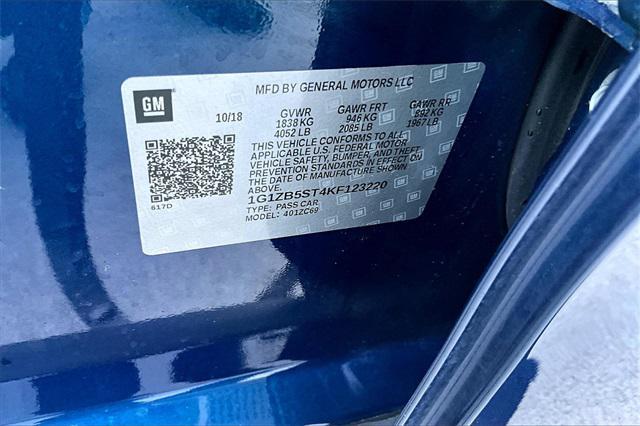 MFD BY GENERAL MOTORS LLC
GM
10/18 GVWR GAWR FRT GAWR RR
1838 KG 946 KG 892 KG
4052 LB 2085 LB 1967 LB
THIS VEHICLE CONFORMS TO ALL
APPLICABLE U.S. FEDERAL MOTOR
VEHICLE SAFETY, BUMPER, AND THEFT
PREVENTION STANDARDS IN EFFECT ON
THE DATE OF MANUFACTURE SHOWN
ABOVE.
617D
1G1ZB5ST4KF123220
TYPE: PASS CAR
MODEL: 401ZC69